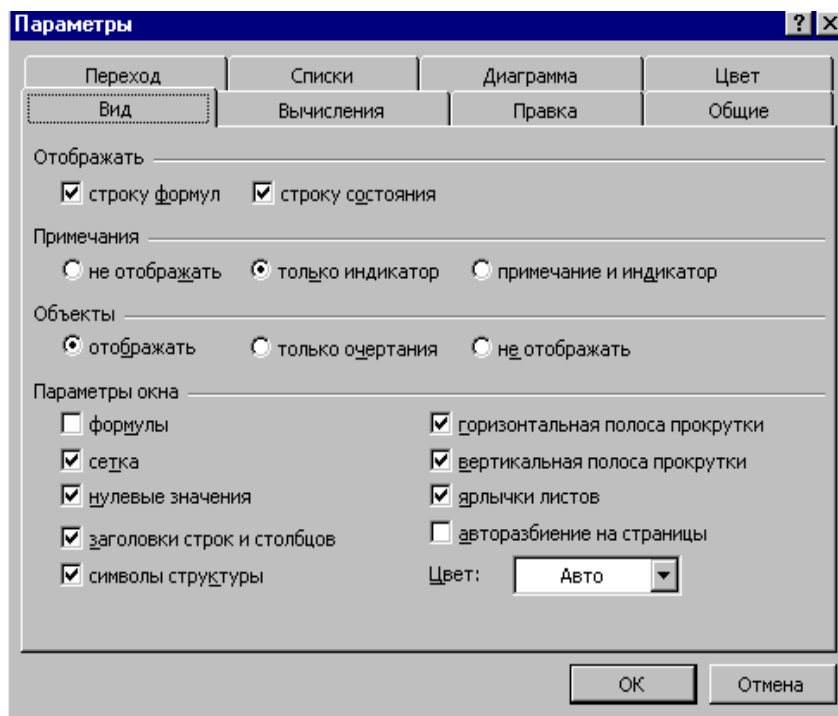 Параметры
Переход Списки Диаграмма Цвет
Вид Вычисления Правка Общие
Отображать
строку формул строку состояния
Примечания
не отображать только индикатор примечание и индикатор
Объекты
отображать только очертания не отображать
Параметры окна
формулы горизонтальная полоса прокрутки
сетка вертикальная полоса прокрутки
нулевые значения ярлычки листов
заголовки строк и столбцов авторазбиение на страницы
символы структуры Цвет: Авто
ОК Отмена